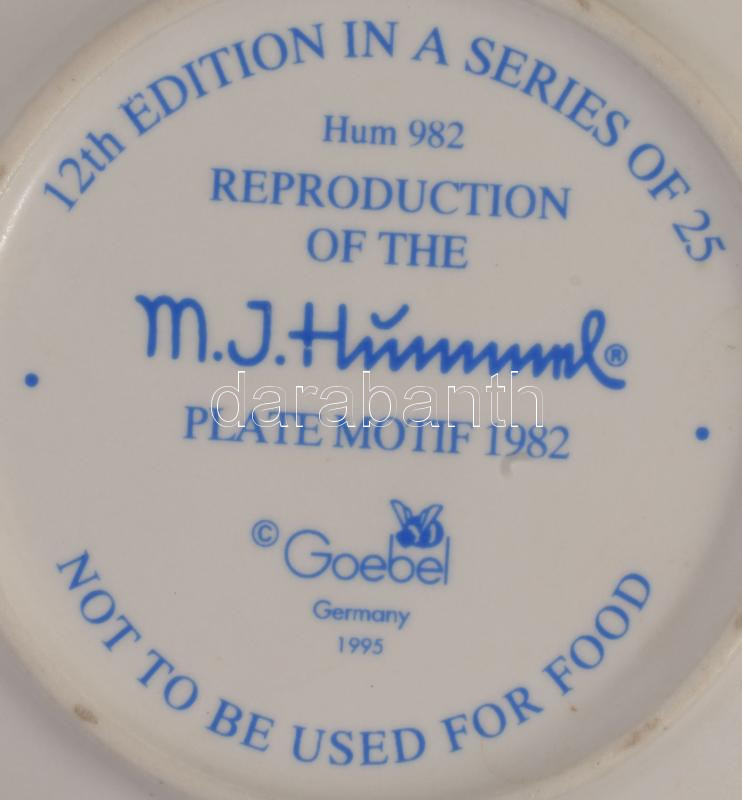 12th EDITION IN A SERIES OF 25
Hum 982
REPRODUCTION
OF THE
M.J. Hummel®
darabanth
PLATE MOTIF 1982
© Goebel
Germany
1995
NOT TO BE USED FOR FOOD